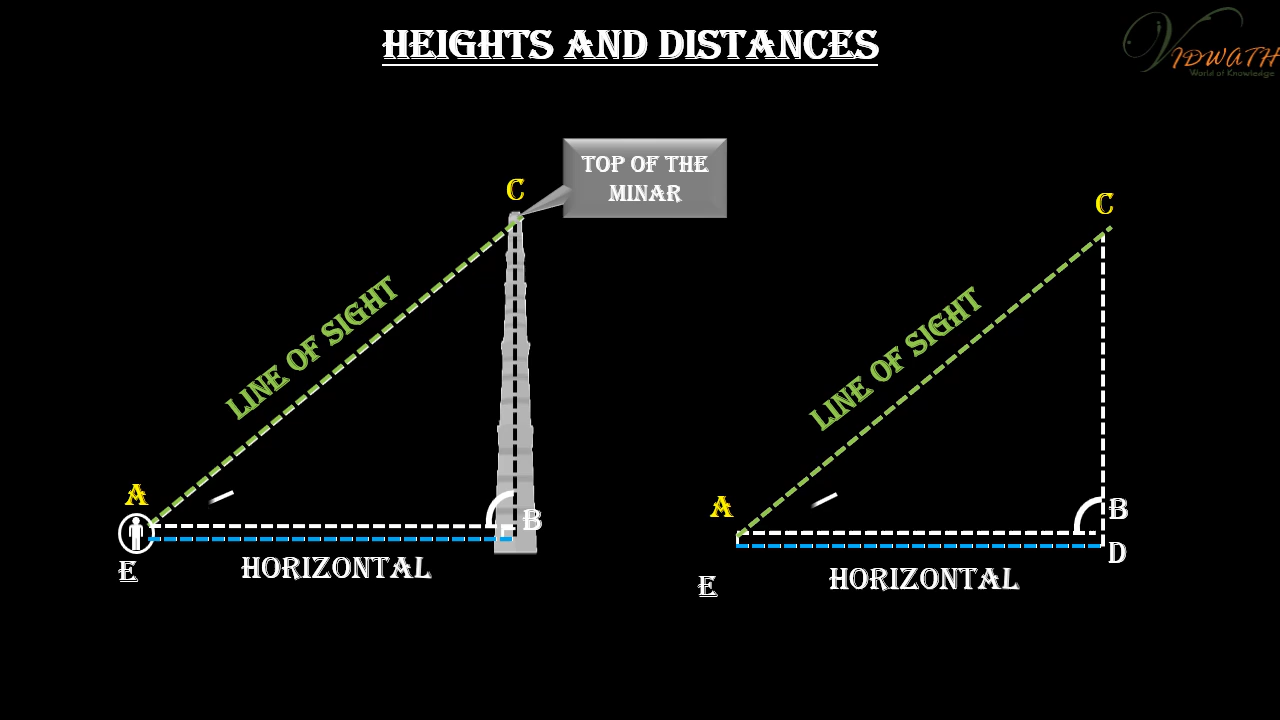 HEIGHTS AND DISTANCES
VIDWATH
World of Knowledge.
TOP OF THE
MINAR
C
LINE OF SIGHT
A
B
E
HORIZONTAL
C
LINE OF SIGHT
A
B
D
E
HORIZONTAL